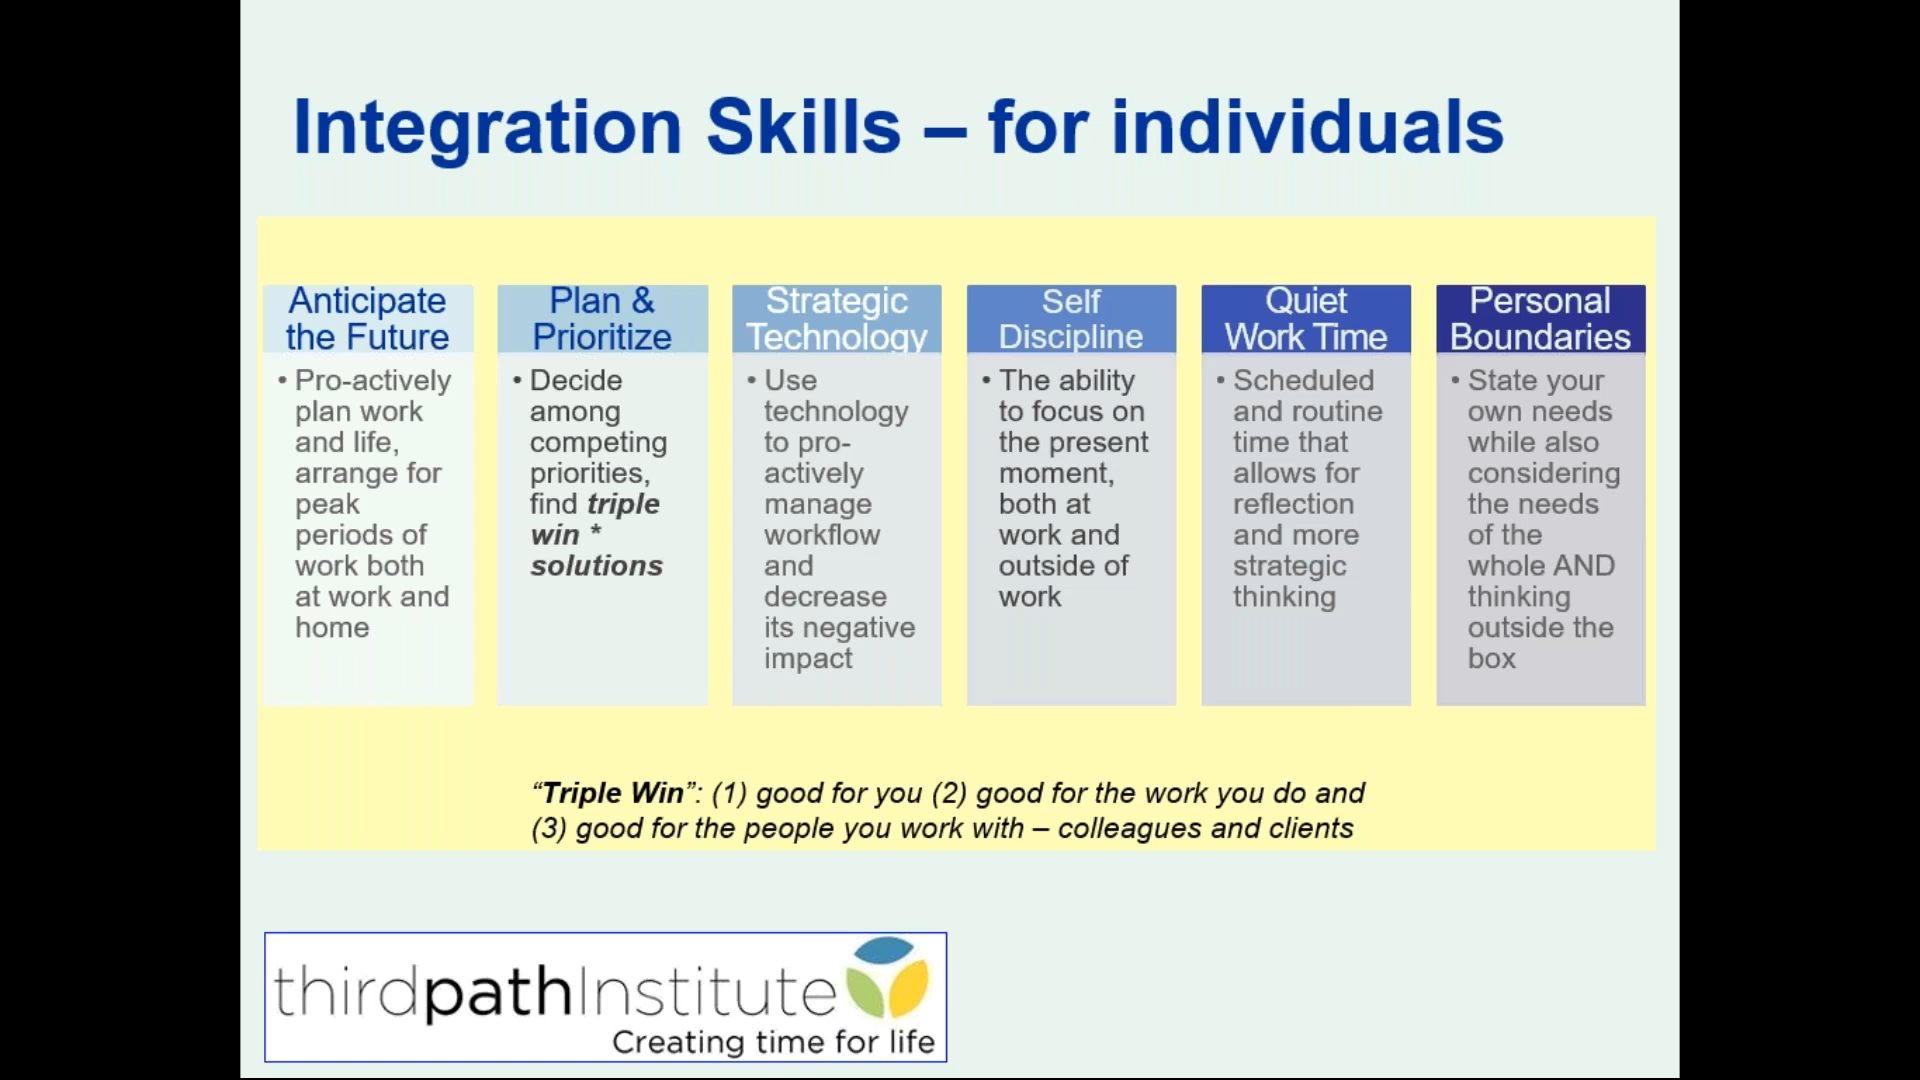 Integration Skills – for individuals
Anticipate
the Future
• Pro-actively
plan work
and life,
arrange for
peak
periods of
work both
at work and
home
Plan &
Prioritize
• Decide
among
competing
priorities,
find triple
win *
solutions
Strategic
Technology
• Use
technology
to pro-
actively
manage
workflow
and
decrease
its negative
impact
Self
Discipline
• The ability
to focus on
the present
moment,
both at
work and
outside of
work
Quiet
Work Time
• Scheduled
and routine
time that
allows for
reflection
and more
strategic
thinking
Personal
Boundaries
• State your
own needs
while also
considering
the needs
of the
whole AND
thinking
outside the
box
“Triple Win”: (1) good for you (2) good for the work you do and
(3) good for the people you work with – colleagues and clients
thirdpathInstitute
Creating time for life